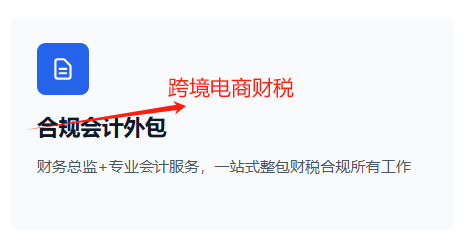 跨境电商财税
合规会计外包
财务总监+专业会计服务，一站式整包财税合规所有工作